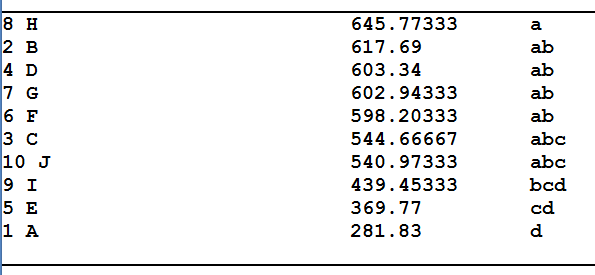 8 H 645.77333 a
2 B 617.69 ab
4 D 603.34 ab
7 G 602.94333 ab
6 F 598.20333 ab
3 C 544.66667 abc
10 J 540.97333 abc
9 I 439.45333 bcd
5 E 369.77 cd
1 A 281.83 d